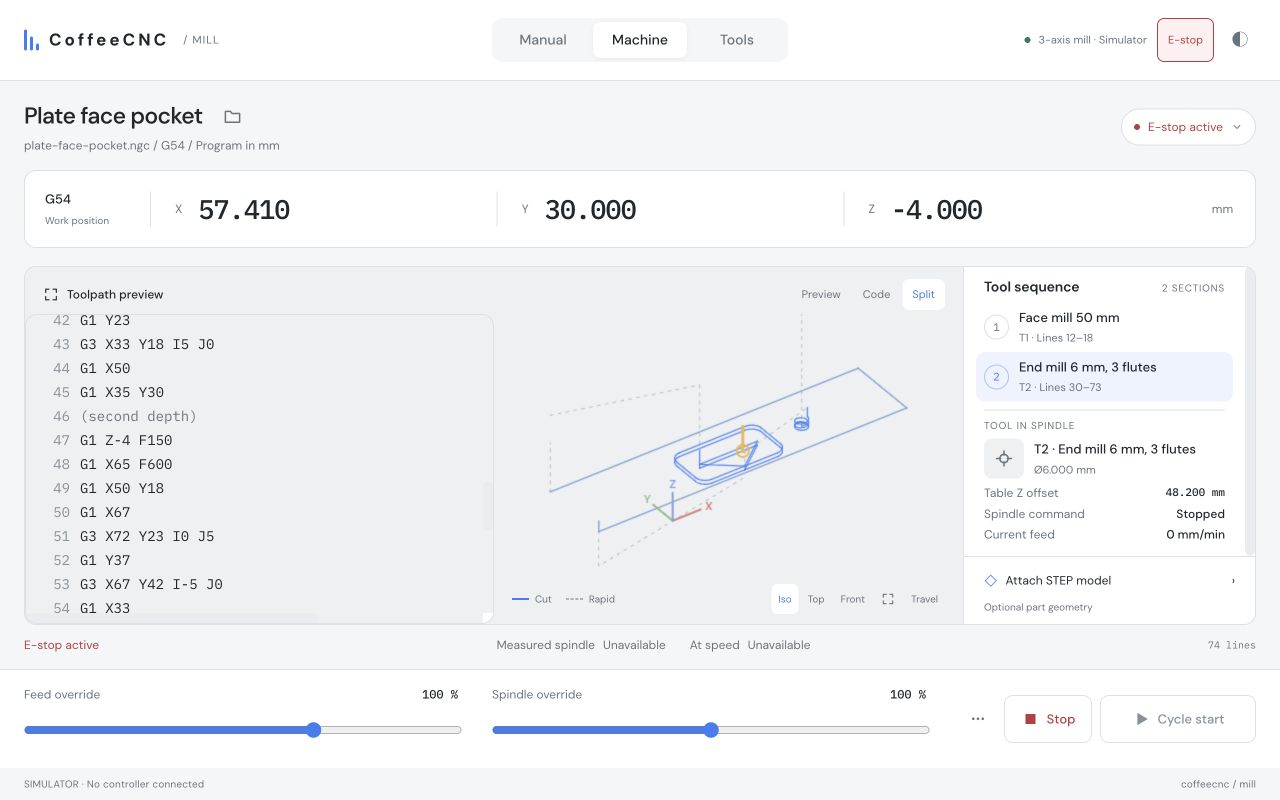 CoffeeCNC / MILL
Manual Machine Tools
3-axis mill · Simulator E-stop
Plate face pocket
plate-face-pocket.ngc / G54 / Program in mm
E-stop active
G54
Work position
X 57.410 Y 30.000 Z -4.000 mm
Toolpath preview
Preview Code Split
42 G1 Y23
43 G3 X33 Y18 I5 J0
44 G1 X50
45 G1 X35 Y30
46 (second depth)
47 G1 Z-4 F150
48 G1 X65 F600
49 G1 X50 Y18
50 G1 X67
51 G3 X72 Y23 I0 J5
52 G1 Y37
53 G3 X67 Y42 I-5 J0
54 G1 X33
Z
Y
X
Cut Rapid
Iso Top Front Travel
Tool sequence 2 SECTIONS
1 Face mill 50 mm
T1 · Lines 12–18
2 End mill 6 mm, 3 flutes
T2 · Lines 30–73
TOOL IN SPINDLE
T2 · End mill 6 mm, 3 flutes
Ø6.000 mm
Table Z offset 48.200 mm
Spindle command Stopped
Current feed 0 mm/min
Attach STEP model ›
Optional part geometry
E-stop active Measured spindle Unavailable At speed Unavailable 74 lines
Feed override 100 %
Spindle override 100 %
Stop Cycle start
SIMULATOR · No controller connected coffeecnc / mill